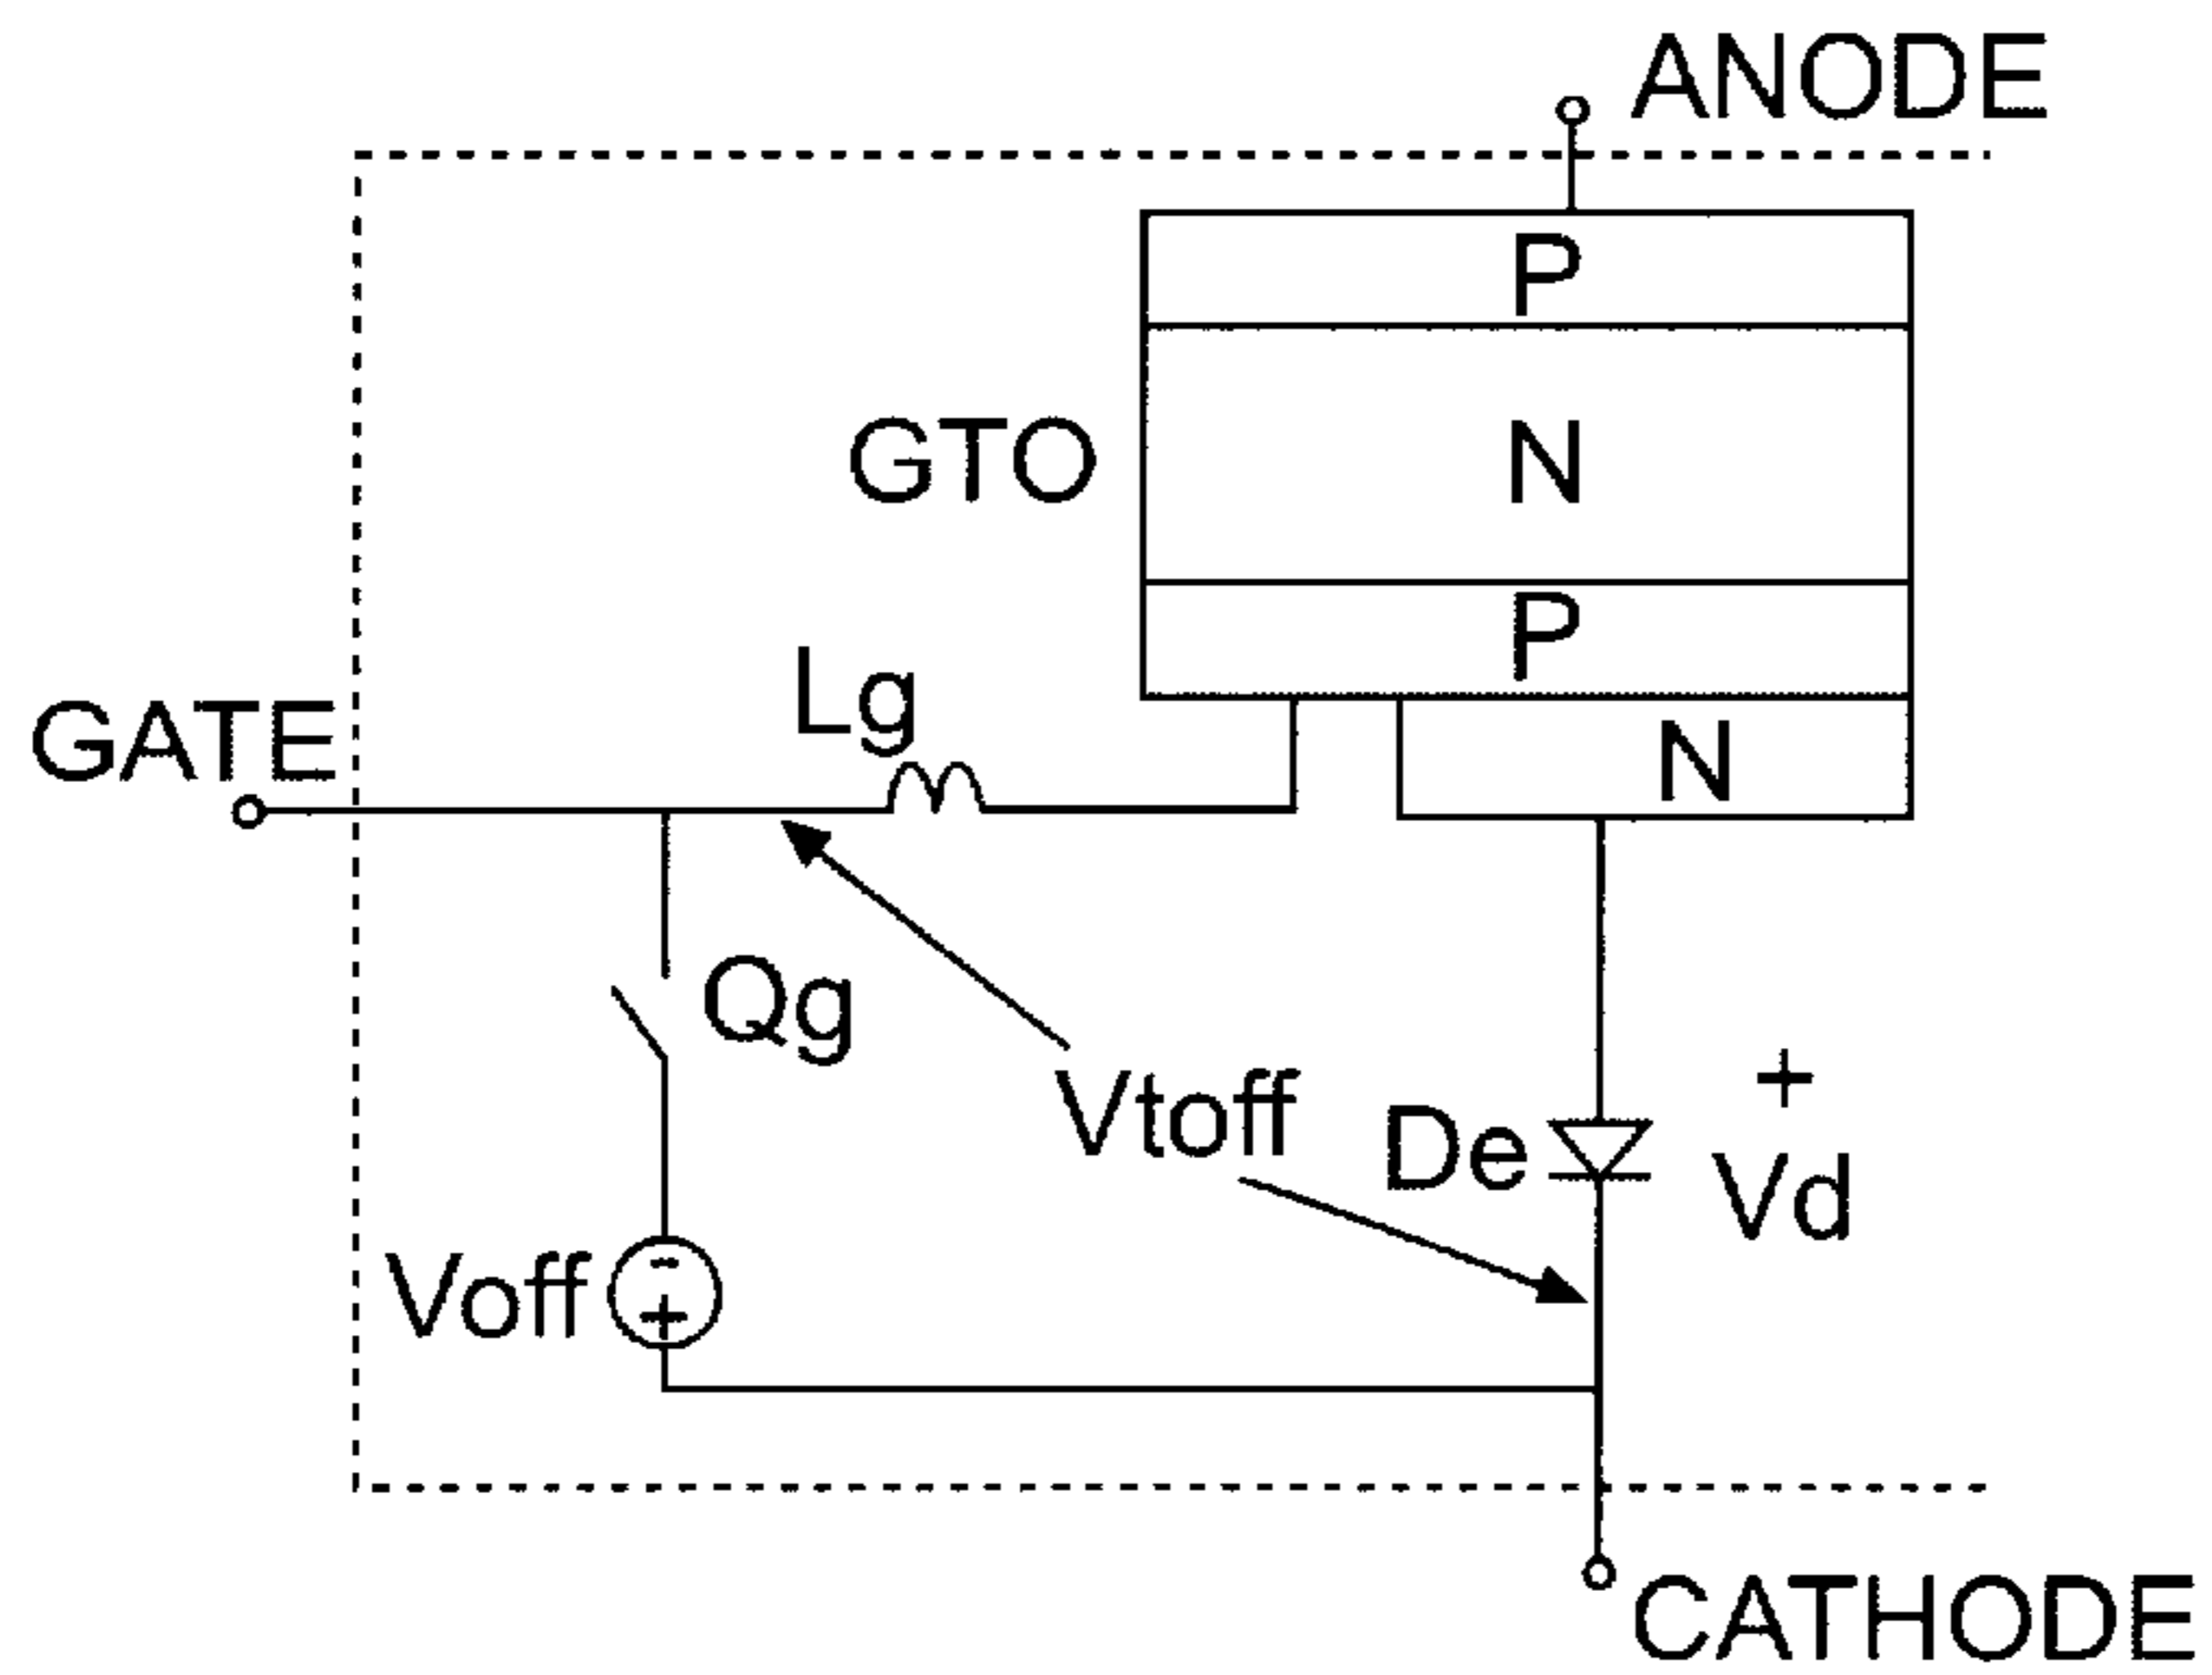 ANODE
P
GTO
N
P
Lg
GATE
N
Qg
Vtoff
De
+
Vd
Voff
-
+
CATHODE